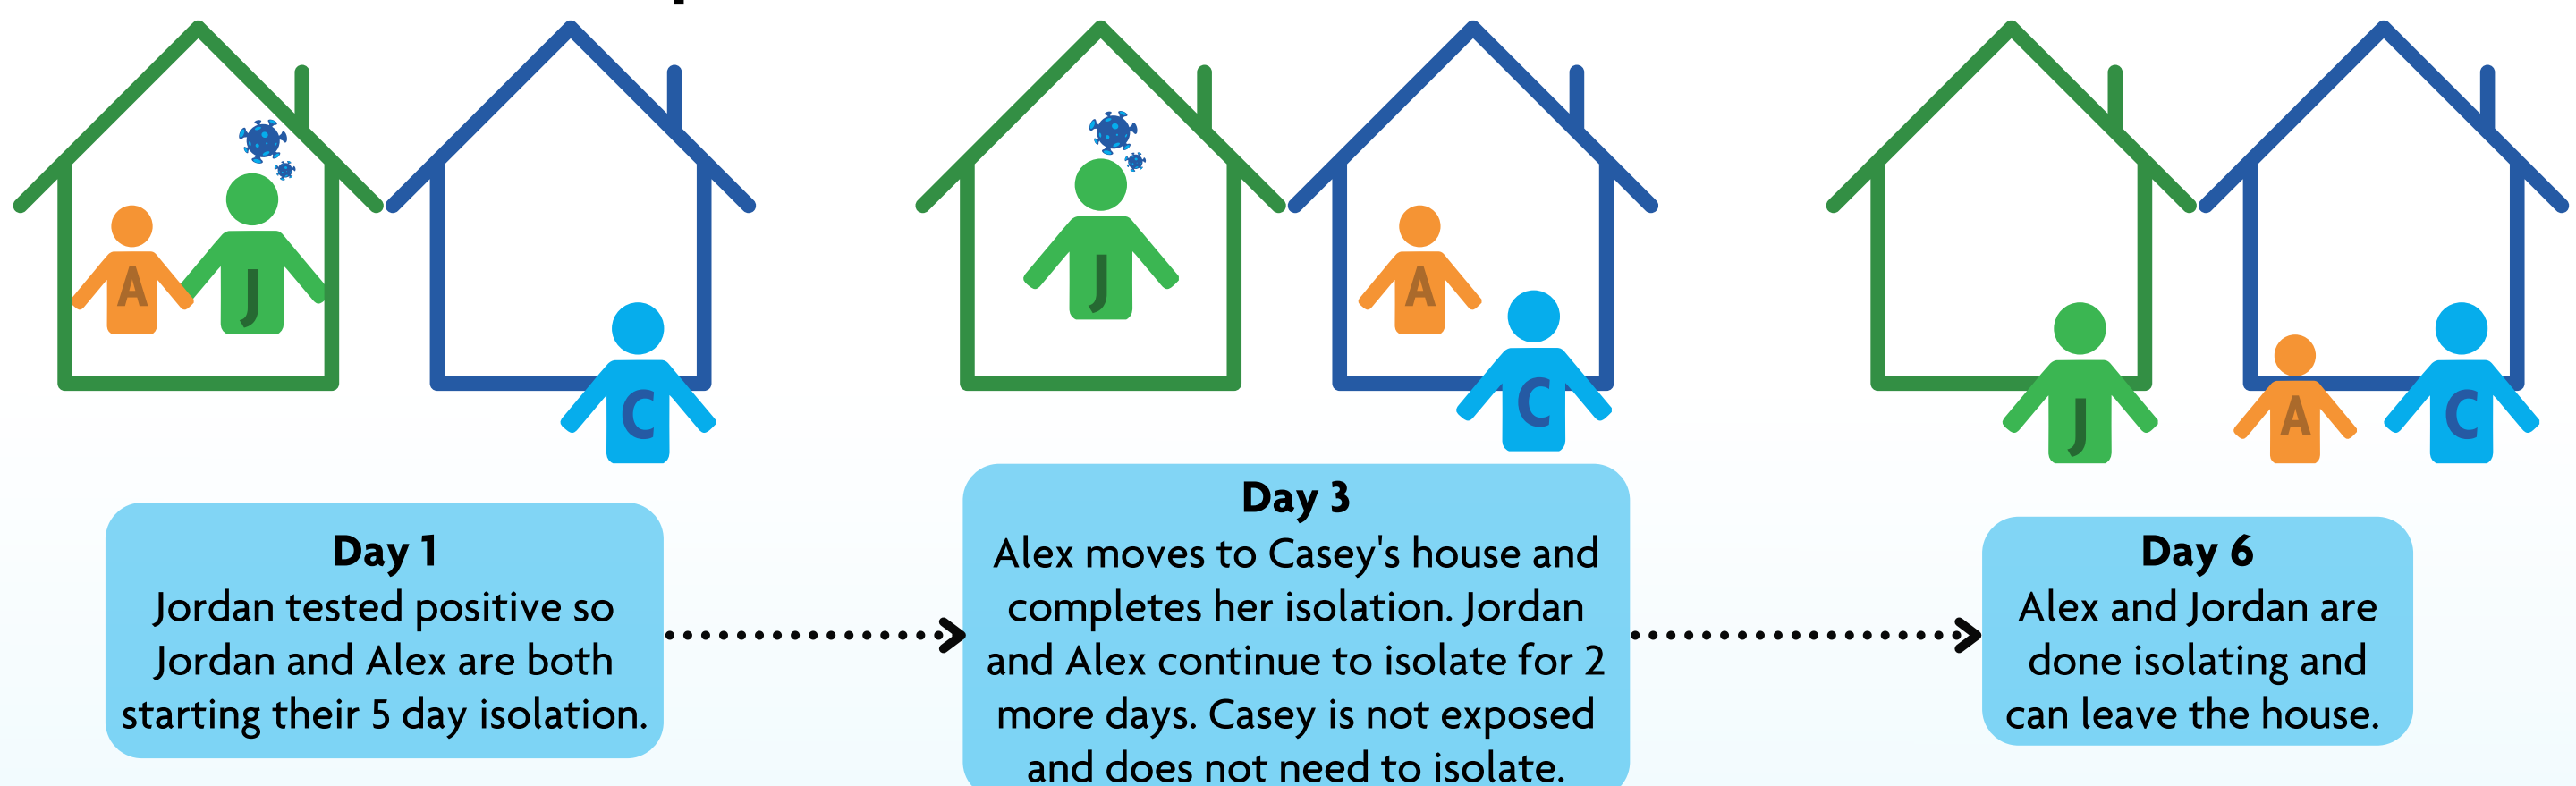 A
J
C
J
A
C
J
A
C
Day 1
Jordan tested positive so
Jordan and Alex are both
starting their 5 day isolation.
Day 3
Alex moves to Casey's house and
completes her isolation. Jordan
and Alex continue to isolate for 2
more days. Casey is not exposed
and does not need to isolate.
Day 6
Alex and Jordan are
done isolating and
can leave the house.